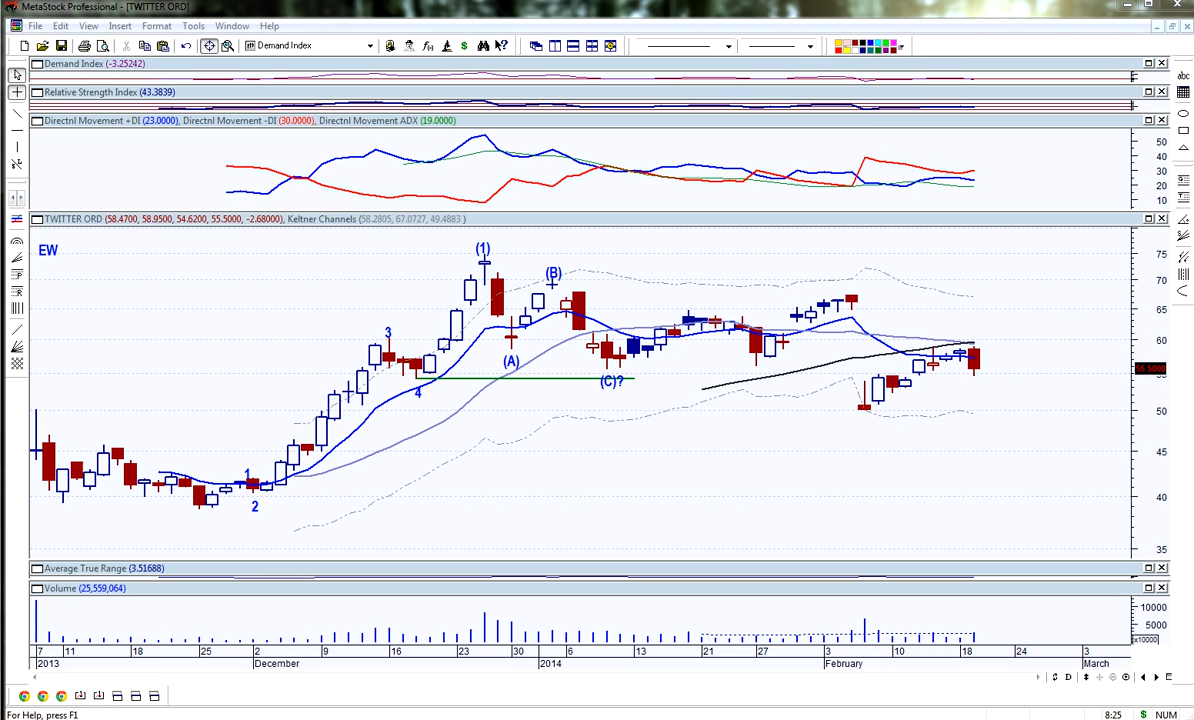 MetaStock Professional - [TWITTER ORD]
File Edit View Insert Format Tools Window Help
Demand Index
abc
Demand Index (-3.25242)
Relative Strength Index (43.3839)
Directnl Movement +DI (23.0000), Directnl Movement -DI (30.0000), Directnl Movement ADX (19.0000)
50
40
30
20
10
TWITTER ORD (58.4700, 58.9500, 54.6200, 55.5000, -2.68000), Keltner Channels (58.2805, 67.0727, 49.4883 )
EW
(1)
(B)
3
(A)
(C)?
4
1
2
75
70
65
60
55.5000
50
45
40
35
Average True Range (3.51688)
Volume (25,559,064)
10000
5000
x10000
7 11 18 25 2 9 16 23 30 6 13 21 27 3 10 18 24 3
2013 December 2014 February March
D
E
For Help, press F1
8:25 $ NUM